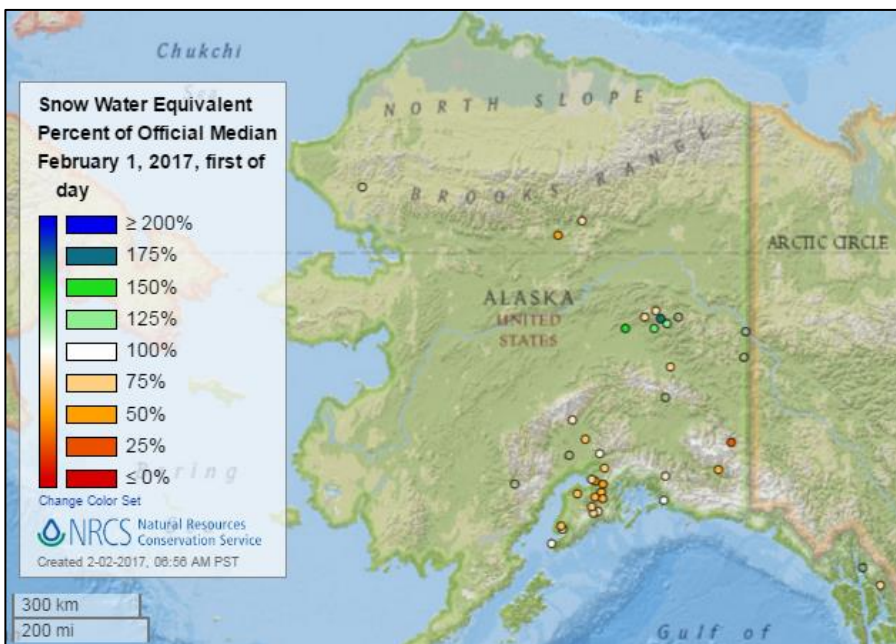 Chukchi
Sea
NORTH SLOPE
BROOKS RANGE
ARCTIC CIRCLE
ALASKA
UNITED
STATES
Snow Water Equivalent
Percent of Official Median
February 1, 2017, first of
day
≥ 200%
175%
150%
125%
100%
75%
50%
25%
≤ 0%
Bering
Change Color Set
NRCS Natural Resources
Conservation Service
Created 2-02-2017, 06:56 AM PST
300 km
200 mi
Gulf of